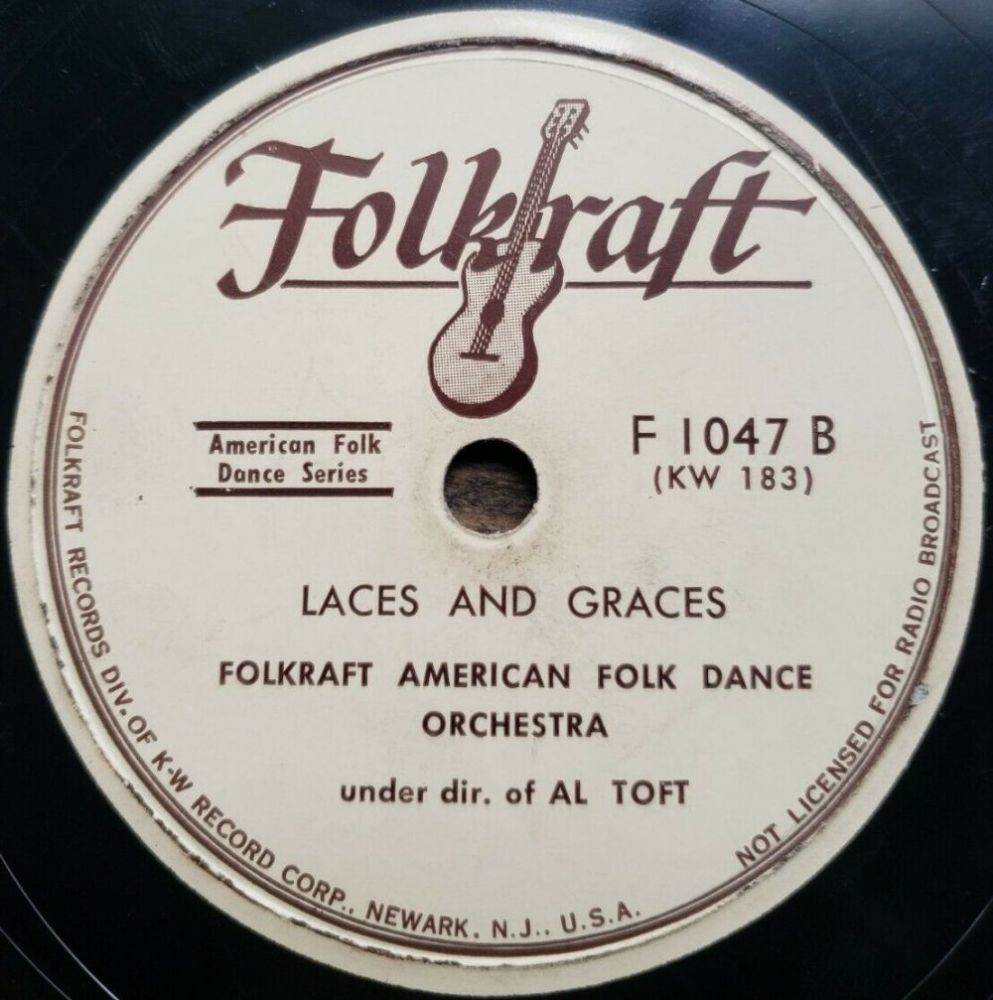 Folkraft
American Folk
Dance Series
F 1047 B
(KW 183)
LACES AND GRACES
FOLKRAFT AMERICAN FOLK DANCE
ORCHESTRA
under dir. of AL TOFT
FOLKRAFT RECORDS DIV. OF K-W RECORD CORP., NEWARK, N.J., U.S.A.
NOT LICENSED FOR RADIO BROADCAST